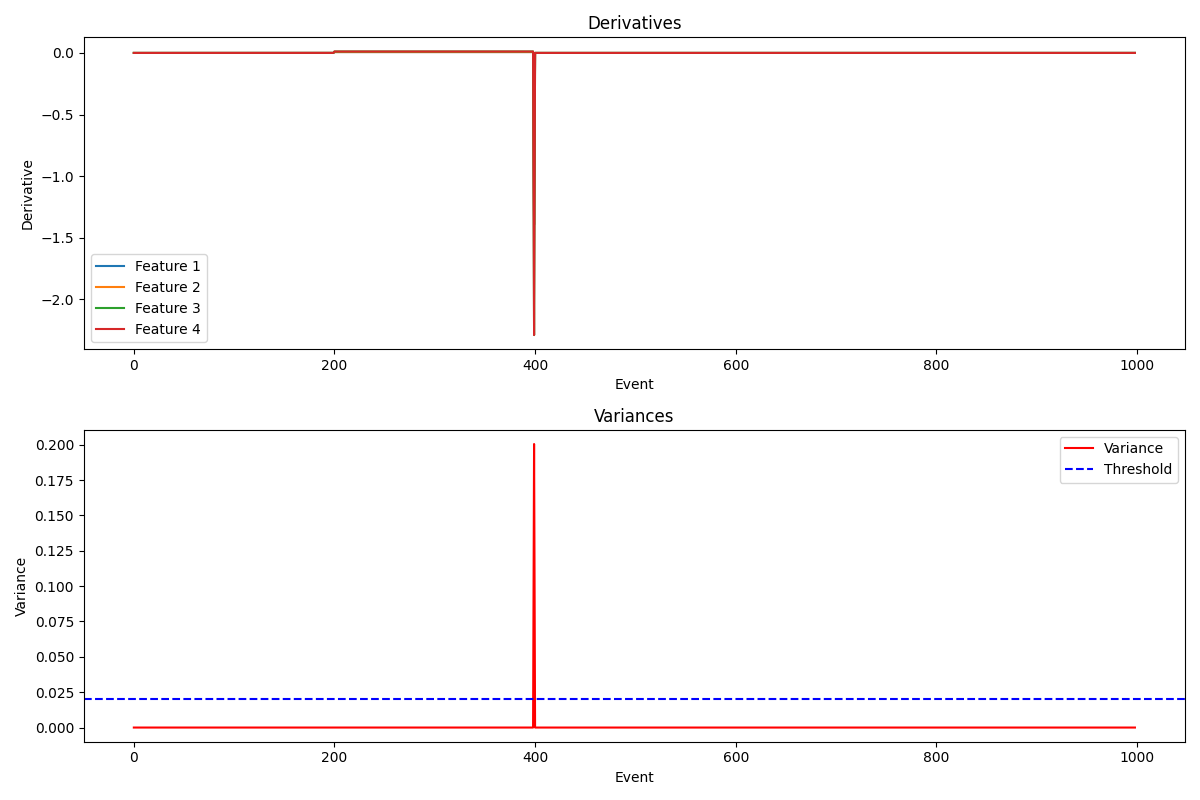 Derivatives
Derivative
0.0
−0.5
−1.0
−1.5
−2.0
Feature 1
Feature 2
Feature 3
Feature 4
0 200 400 600 800 1000
Event
Variances
Variance
0.200
0.175
0.150
0.125
0.100
0.075
0.050
0.025
0.000
Variance
Threshold
0 200 400 600 800 1000
Event